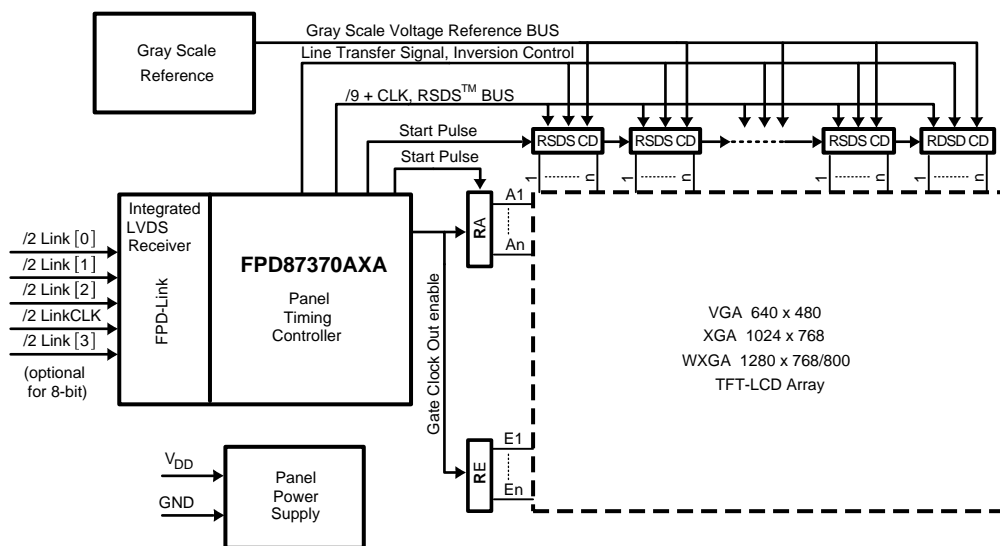 Gray Scale
Reference
Gray Scale Voltage Reference BUS
Line Transfer Signal, Inversion Control
/9 + CLK, RSDS™ BUS
Start Pulse
Start Pulse
RSDS CD
RSDS CD
RSDS CD
RDSD CD
1 n
1 n
1 n
1 n
Integrated
LVDS
Receiver
FPD-Link
/2 Link [0]
/2 Link [1]
/2 Link [2]
/2 LinkCLK
/2 Link [3]
(optional
for 8-bit)
FPD87370AXA
Panel
Timing
Controller
Gate Clock Out enable
RA
A1
An
RE
E1
En
VGA 640 x 480
XGA 1024 x 768
WXGA 1280 x 768/800
TFT-LCD Array
VDD
GND
Panel
Power
Supply